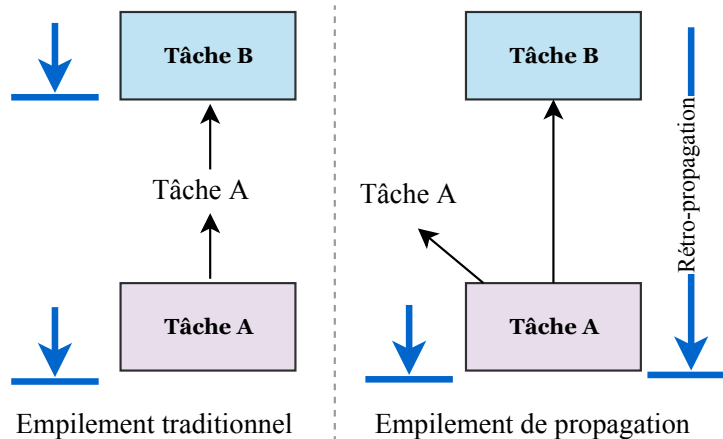 Tâche B
Tâche A
Tâche A
Empilement traditionnel
Tâche B
Tâche A
Rétro-propagation
Tâche A
Empilement de propagation